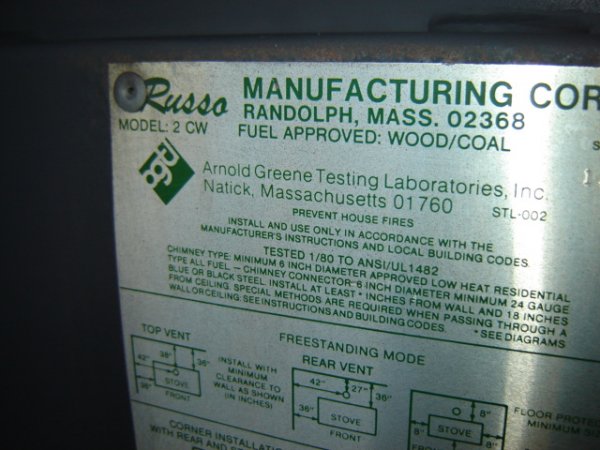 Russo MANUFACTURING COR
RANDOLPH, MASS. 02368
MODEL: 2 CW
FUEL APPROVED: WOOD/COAL
Arnold Greene Testing Laboratories, Inc.
Natick, Massachusetts 01760
STL-002
PREVENT HOUSE FIRES
INSTALL AND USE ONLY IN ACCORDANCE WITH THE
MANUFACTURER'S INSTRUCTIONS AND LOCAL BUILDING CODES.
TESTED 1/80 TO ANSI/UL1482
CHIMNEY TYPE: MINIMUM 6 INCH DIAMETER APPROVED LOW HEAT RESIDENTIAL
TYPE ALL FUEL - CHIMNEY CONNECTOR: 6 INCH DIAMETER MINIMUM 24 GAUGE
BLUE OR BLACK STEEL. INSTALL AT LEAST * INCHES FROM WALL AND 18 INCHES
FROM CEILING. SPECIAL METHODS ARE REQUIRED WHEN PASSING THROUGH A
WALL OR CEILING. SEE INSTRUCTIONS AND BUILDING CODES. * SEE DIAGRAMS
FREESTANDING MODE
TOP VENT
42" 38" 36"
STOVE
36"
FRONT
INSTALL WITH
MINIMUM
CLEARANCE TO
WALL AS SHOWN
(IN INCHES)
REAR VENT
42" 27" 36"
STOVE
36"
FRONT
8"
8" STOVE 8"
FRONT
FLOOR PROTE
MINIMUM SI
CORNER INSTALLAT
WITH REAR AND S